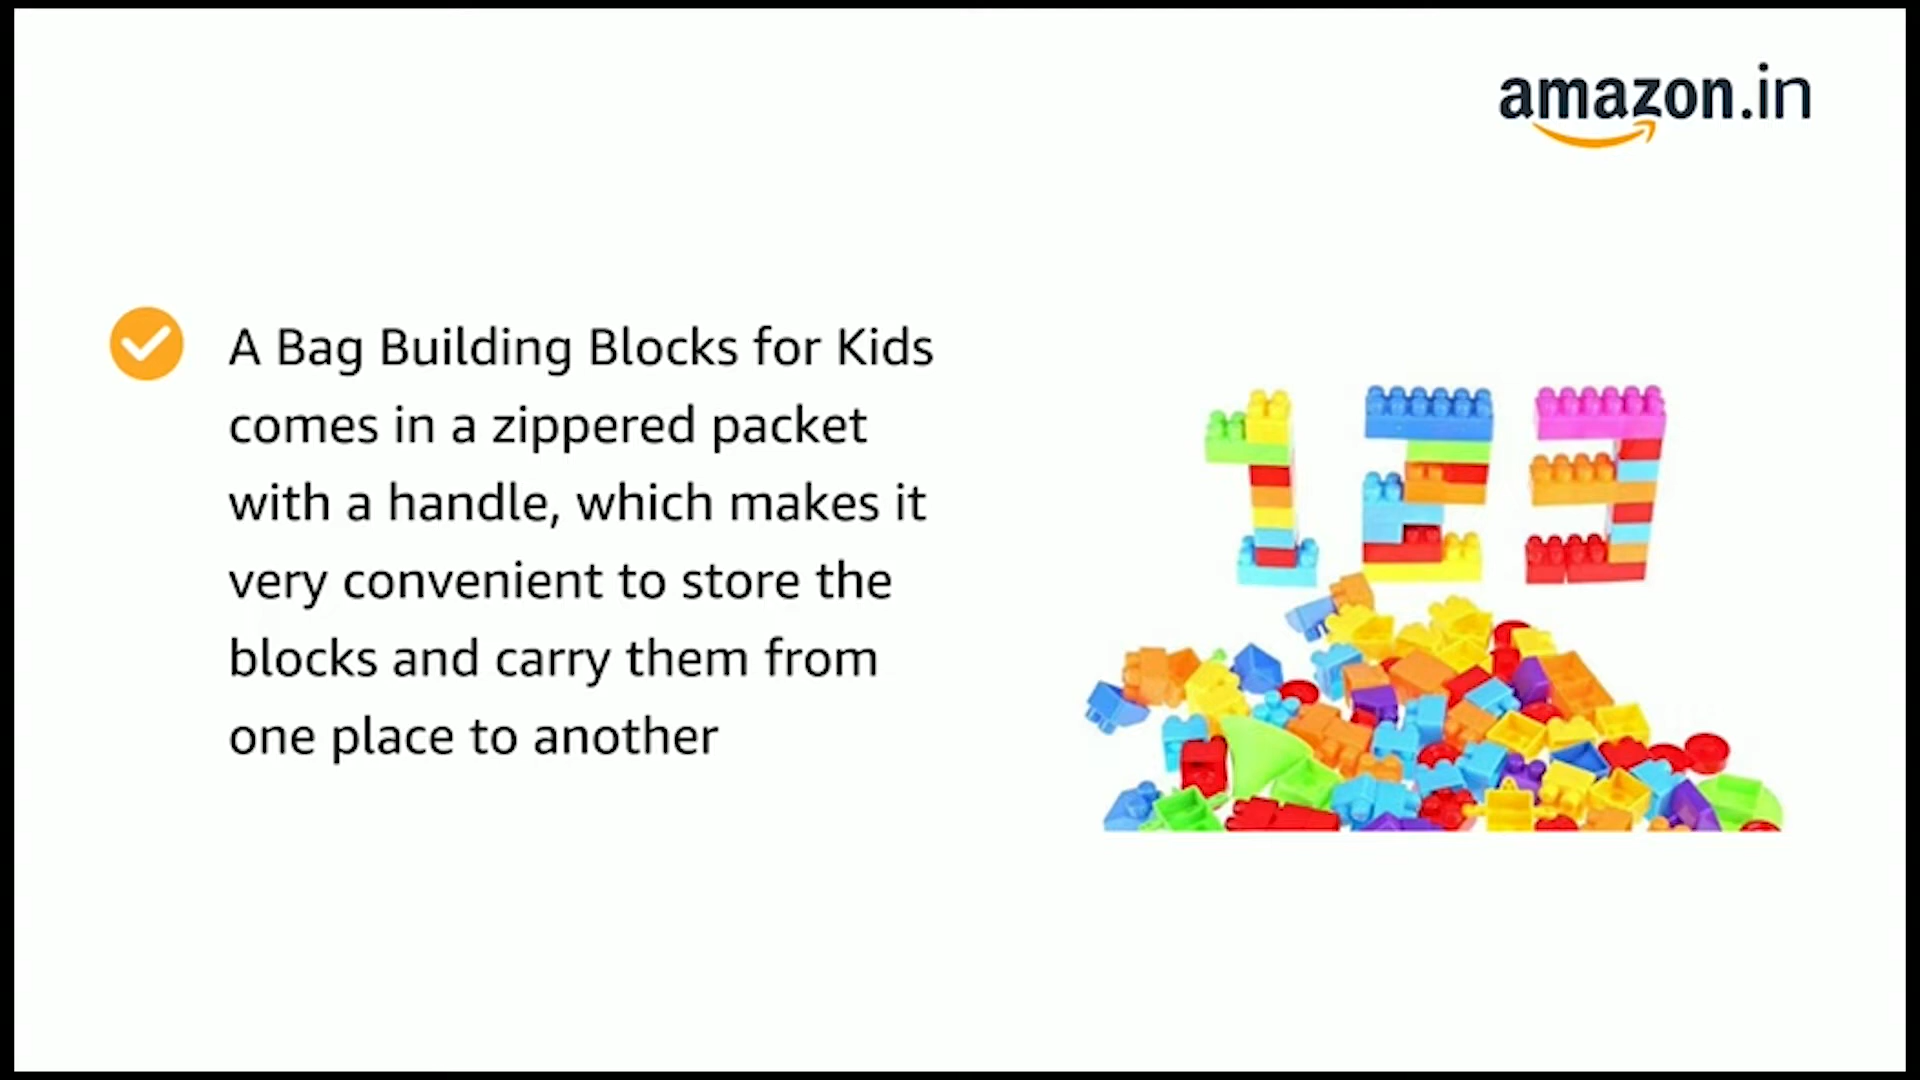 amazon.in
A Bag Building Blocks for Kids
comes in a zippered packet
with a handle, which makes it
very convenient to store the
blocks and carry them from
one place to another
123